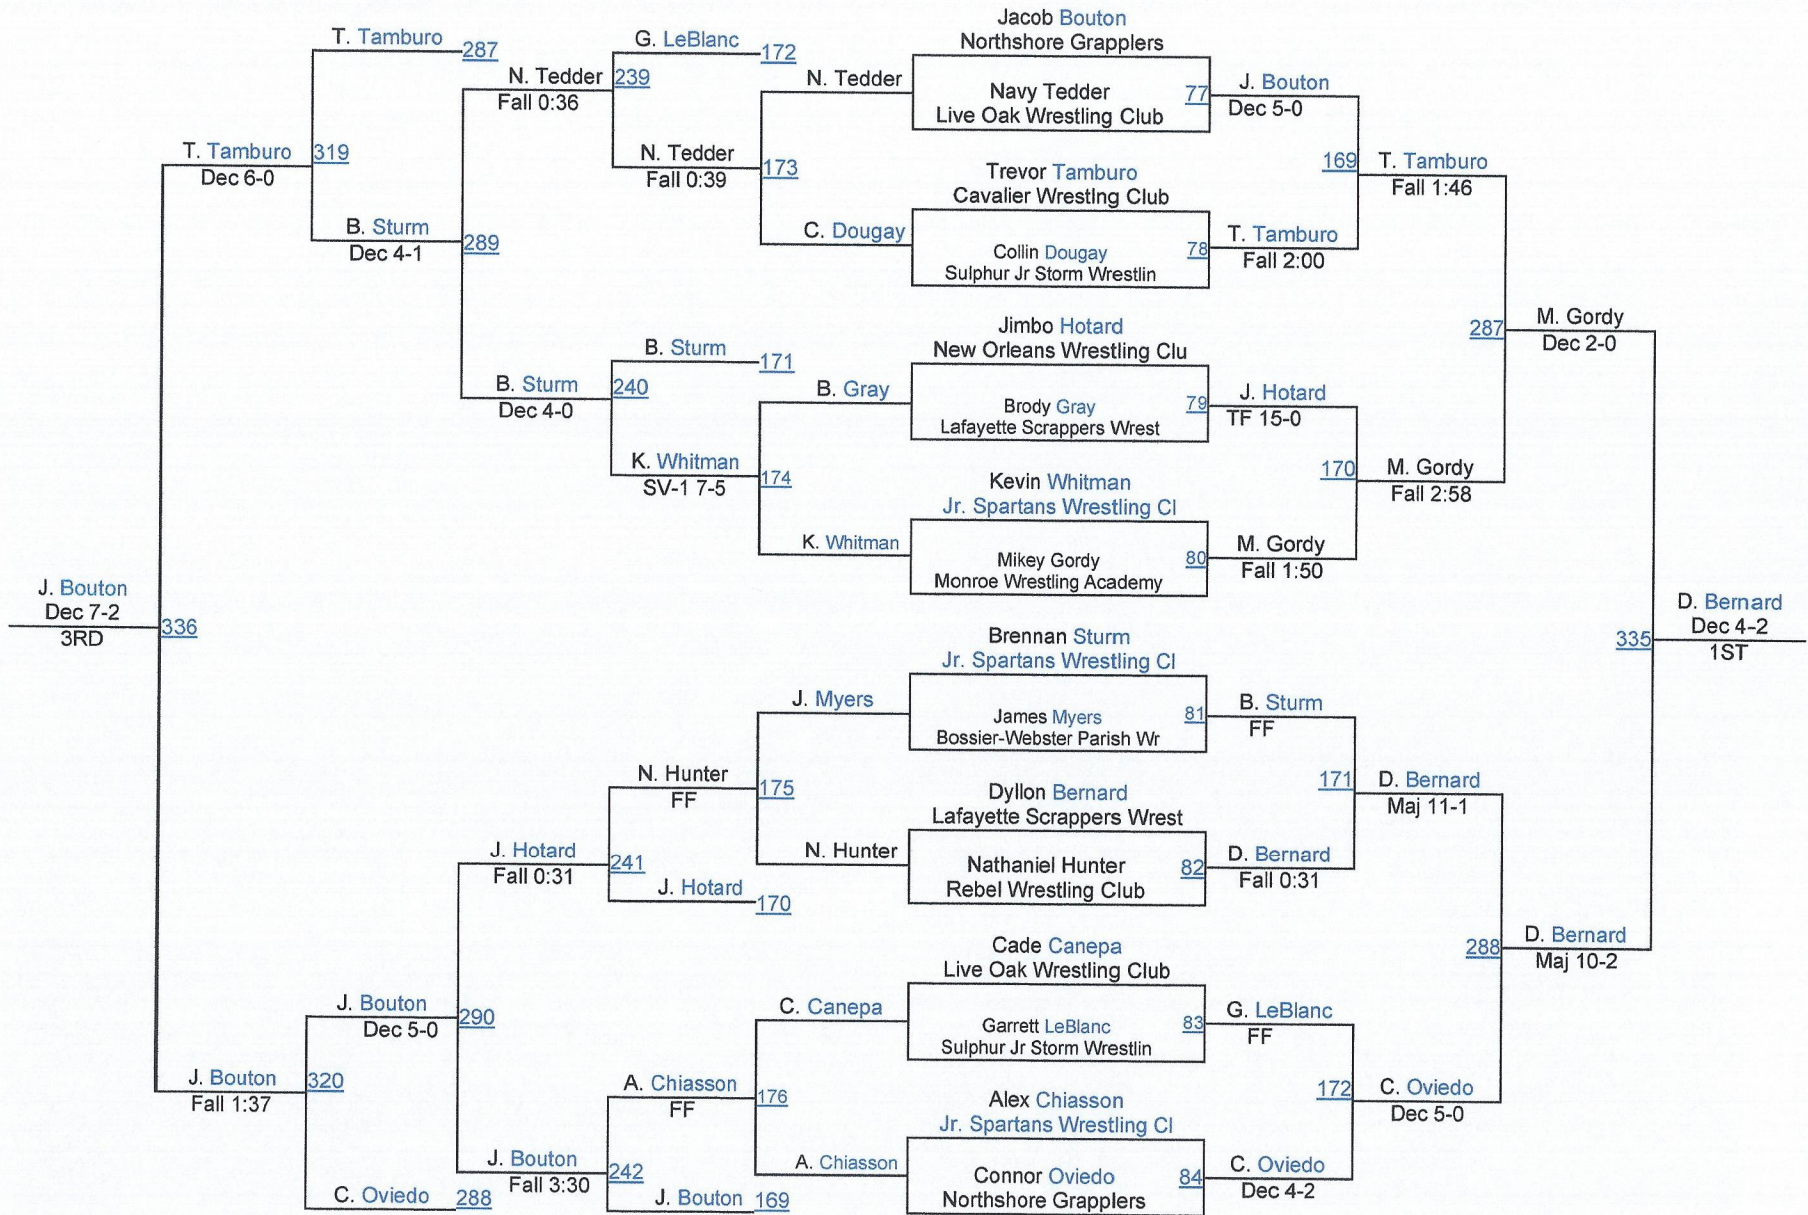 Jacob Bouton
Northshore Grapplers
T. Tamburo
287
G. LeBlanc
172
N. Tedder
239
Fall 0:36
N. Tedder
Navy Tedder
Live Oak Wrestling Club
77
J. Bouton
Dec 5-0
T. Tamburo
319
Dec 6-0
N. Tedder
Fall 0:39
173
Trevor Tamburo
Cavalier Wrestlng Club
169
T. Tamburo
Fall 1:46
B. Sturm
Dec 4-1
289
C. Dougay
Collin Dougay
Sulphur Jr Storm Wrestlin
78
T. Tamburo
Fall 2:00
Jimbo Hotard
New Orleans Wrestling Clu
287
M. Gordy
Dec 2-0
B. Sturm
171
B. Sturm
Dec 4-0
240
B. Gray
Brody Gray
Lafayette Scrappers Wrest
79
J. Hotard
TF 15-0
K. Whitman
SV-1 7-5
174
Kevin Whitman
Jr. Spartans Wrestling Cl
170
M. Gordy
Fall 2:58
K. Whitman
Mikey Gordy
Monroe Wrestling Academy
80
M. Gordy
Fall 1:50
J. Bouton
Dec 7-2
3RD
336
Brennan Sturm
Jr. Spartans Wrestling Cl
335
D. Bernard
Dec 4-2
1ST
J. Myers
James Myers
Bossier-Webster Parish Wr
81
B. Sturm
FF
N. Hunter
FF
175
Dyllon Bernard
Lafayette Scrappers Wrest
171
D. Bernard
Maj 11-1
J. Hotard
Fall 0:31
241
N. Hunter
Nathaniel Hunter
Rebel Wrestling Club
82
D. Bernard
Fall 0:31
J. Hotard
170
Cade Canepa
Live Oak Wrestling Club
288
D. Bernard
Maj 10-2
J. Bouton
Dec 5-0
290
C. Canepa
Garrett LeBlanc
Sulphur Jr Storm Wrestlin
83
G. LeBlanc
FF
J. Bouton
Fall 1:37
320
A. Chiasson
FF
176
Alex Chiasson
Jr. Spartans Wrestling Cl
172
C. Oviedo
Dec 5-0
J. Bouton
Fall 3:30
242
A. Chiasson
Connor Oviedo
Northshore Grapplers
84
C. Oviedo
Dec 4-2
C. Oviedo
288
J. Bouton
169